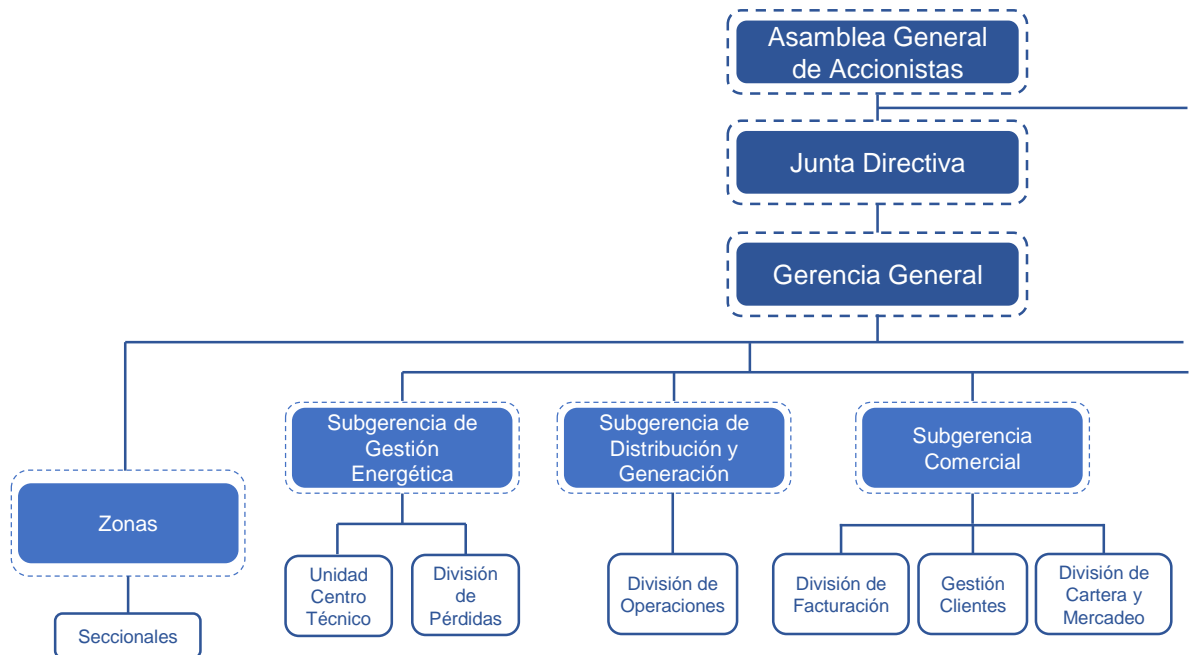 Asamblea General
de Accionistas
Junta Directiva
Gerencia General
Subgerencia de
Gestión
Energética
Subgerencia de
Distribución y
Generación
Subgerencia
Comercial
Zonas
Unidad
Centro
Técnico
División
de
Pérdidas
División de
Operaciones
División de
Facturación
Gestión
Clientes
División de
Cartera y
Mercadeo
Seccionales